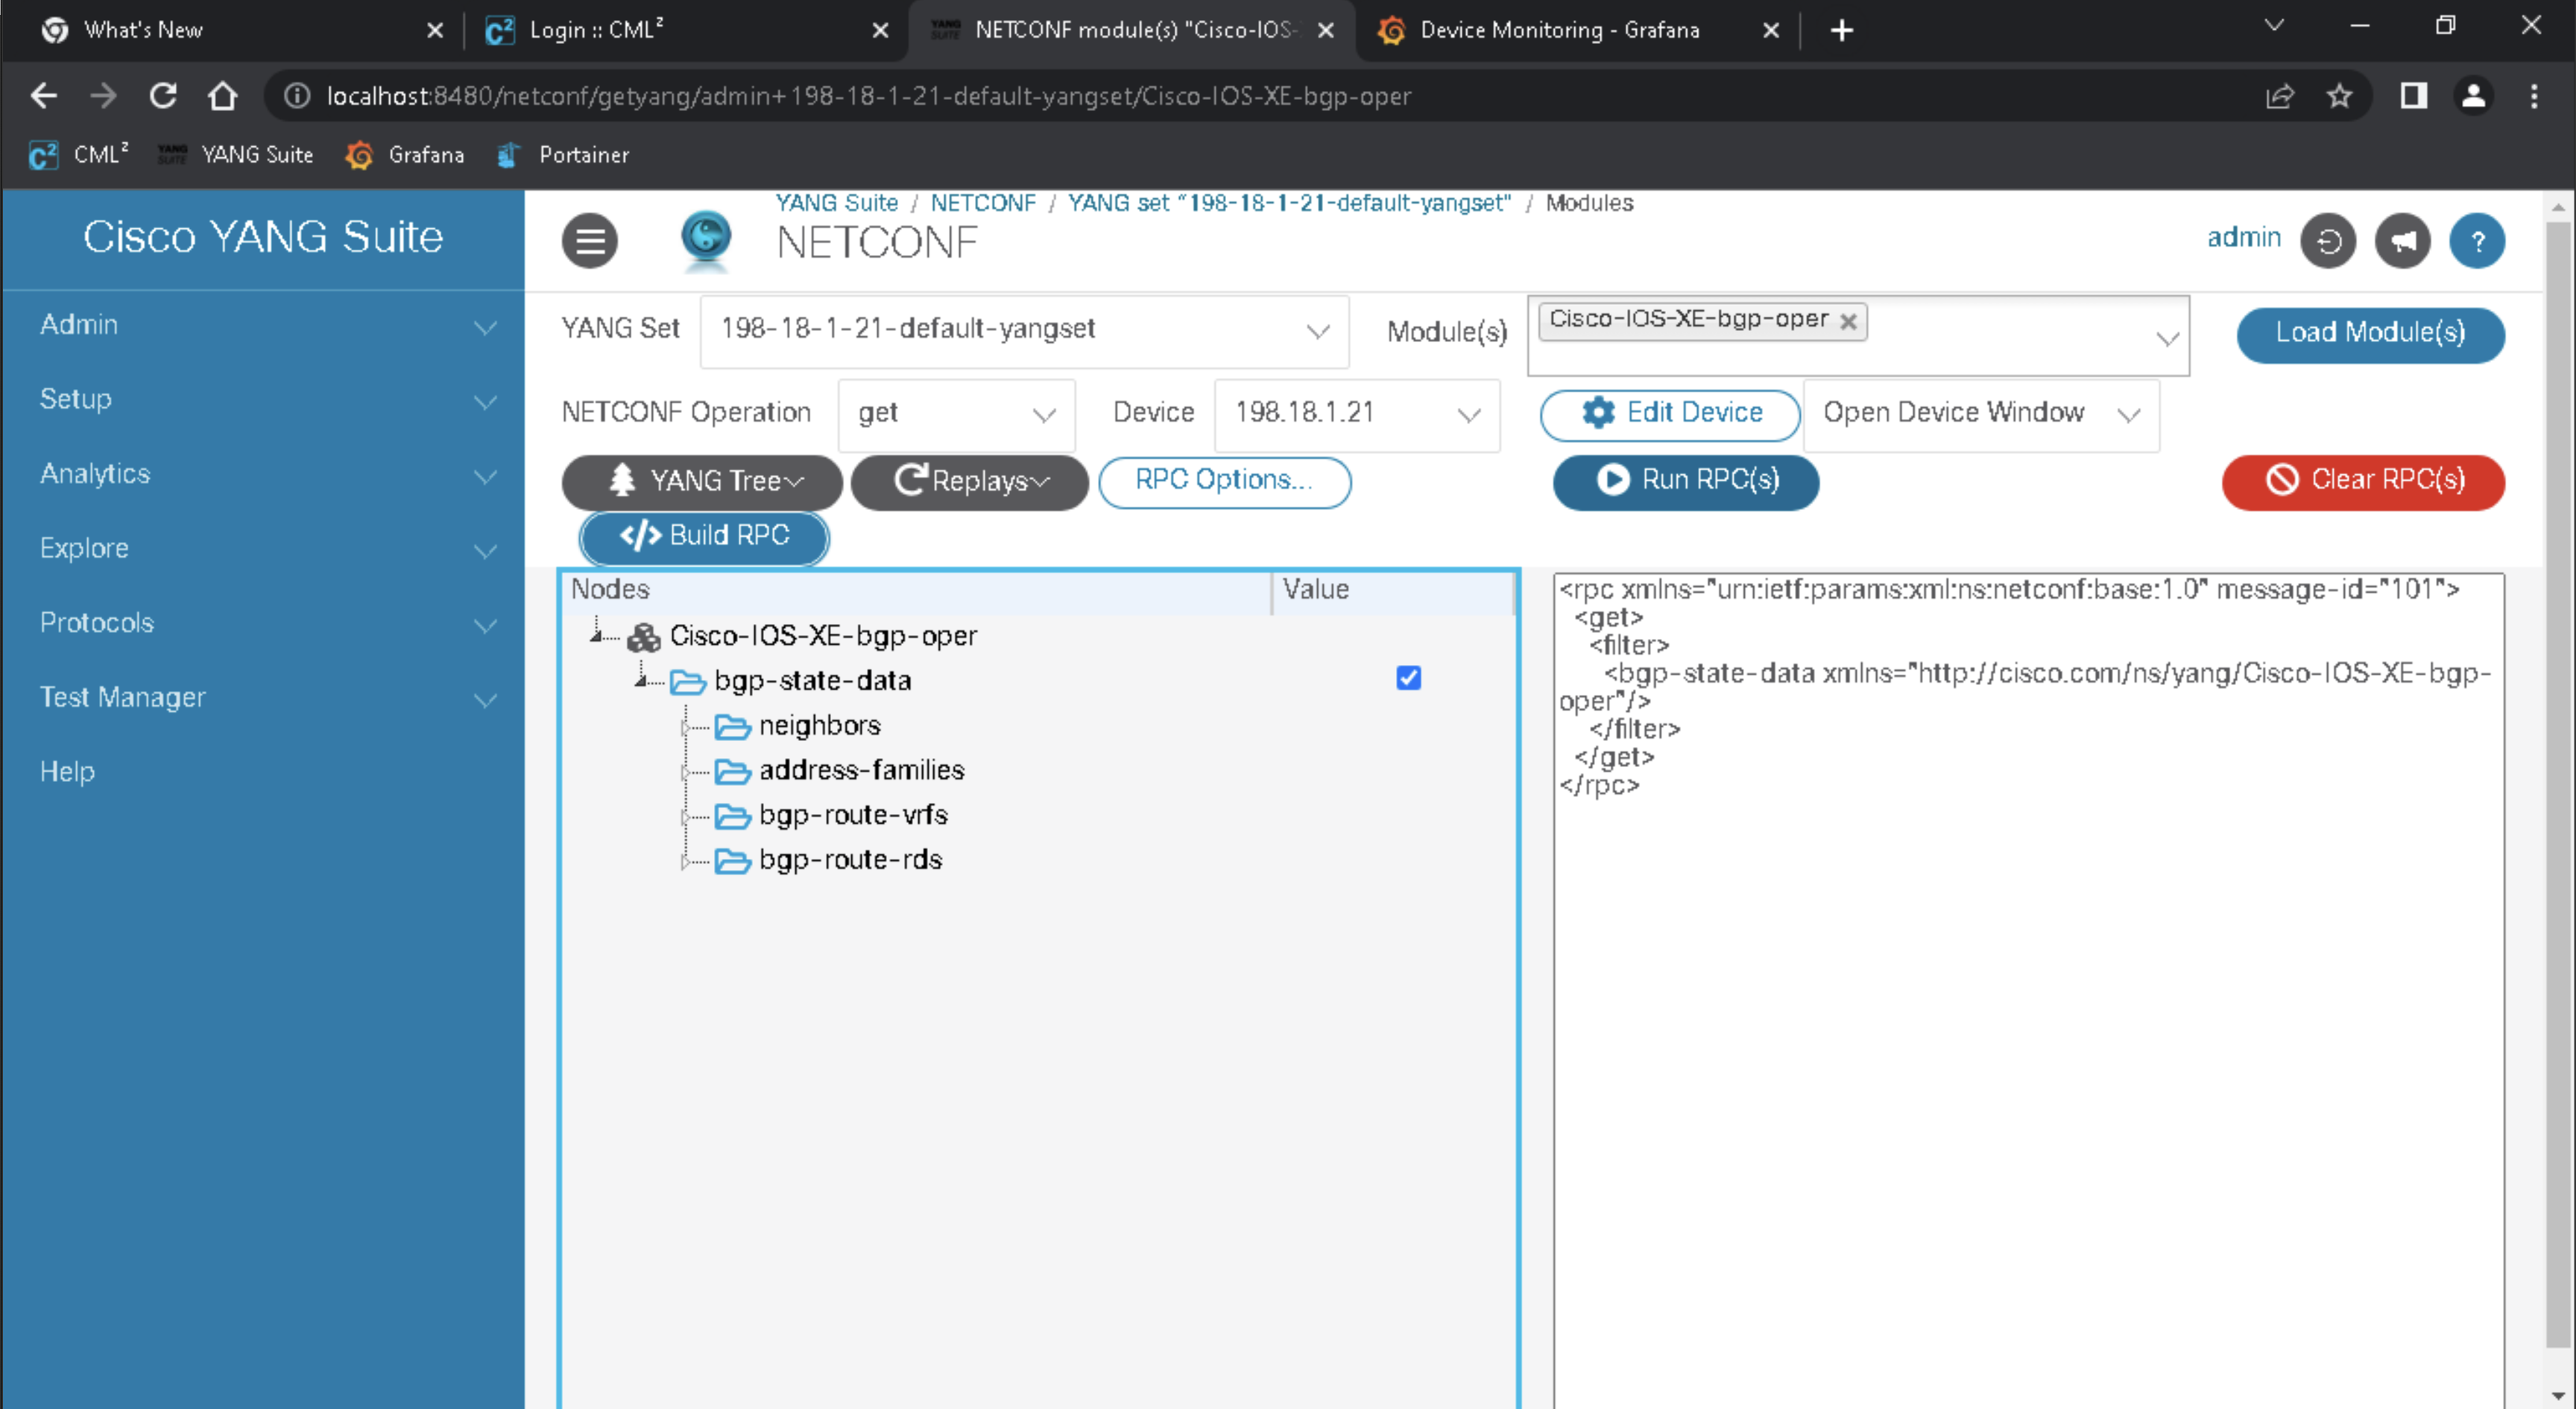 What's New
Login :: CML²
NETCONF module(s) "Cisco-IOS-
Device Monitoring - Grafana
localhost:8480/netconf/getyang/admin+198-18-1-21-default-yangset/Cisco-IOS-XE-bgp-oper
CML² YANG SUITE YANG Suite Grafana Portainer
Cisco YANG Suite
Admin
Setup
Analytics
Explore
Protocols
Test Manager
Help
YANG Suite / NETCONF / YANG set "198-18-1-21-default-yangset" / Modules
NETCONF
admin
YANG Set 198-18-1-21-default-yangset Module(s) Cisco-IOS-XE-bgp-oper Load Module(s)
NETCONF Operation get Device 198.18.1.21 Edit Device Open Device Window
YANG Tree Replays RPC Options... Run RPC(s) Clear RPC(s)
</> Build RPC
Nodes Value
Cisco-IOS-XE-bgp-oper
bgp-state-data
neighbors
address-families
bgp-route-vrfs
bgp-route-rds
<rpc xmlns="urn:ietf:params:xml:ns:netconf:base:1.0" message-id="101">
<get>
<filter>
<bgp-state-data xmlns="http://cisco.com/ns/yang/Cisco-IOS-XE-bgp-
oper"/>
</filter>
</get>
</rpc>